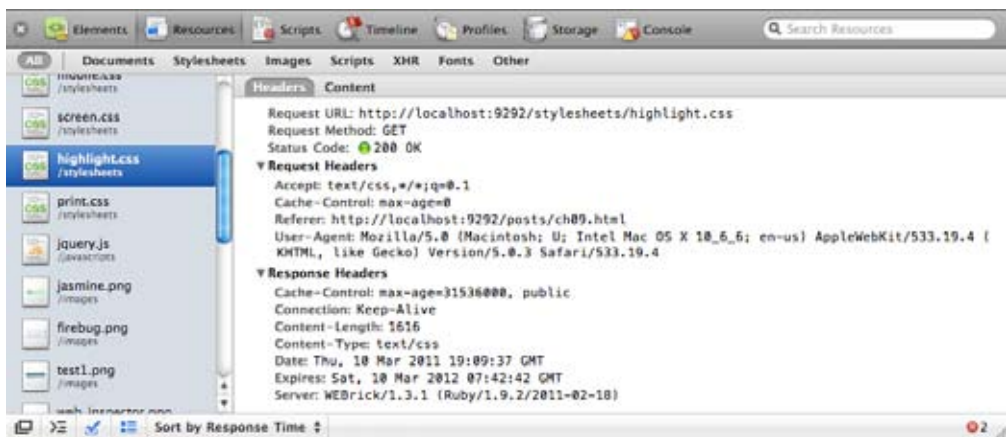 Elements Resources Scripts Timeline Profiles Storage Console Search Resources
All Documents Stylesheets Images Scripts XHR Fonts Other
mobile.css
/stylesheets
screen.css
/stylesheets
highlight.css
/stylesheets
print.css
/stylesheets
jquery.js
/javascripts
jasmine.png
/images
firebug.png
/images
test1.png
/images
web_inspector.png
Headers Content
Request URL: http://localhost:9292/stylesheets/highlight.css
Request Method: GET
Status Code: 200 OK
Request Headers
Accept: text/css,*/*;q=0.1
Cache-Control: max-age=0
Referer: http://localhost:9292/posts/ch09.html
User-Agent: Mozilla/5.0 (Macintosh; U; Intel Mac OS X 10_6_6; en-us) AppleWebKit/533.19.4 (
KHTML, like Gecko) Version/5.0.3 Safari/533.19.4
Response Headers
Cache-Control: max-age=31536000, public
Connection: Keep-Alive
Content-Length: 1616
Content-Type: text/css
Date: Thu, 10 Mar 2011 19:09:37 GMT
Expires: Sat, 10 Mar 2012 07:42:42 GMT
Server: WEBrick/1.3.1 (Ruby/1.9.2/2011-02-18)
Sort by Response Time 2